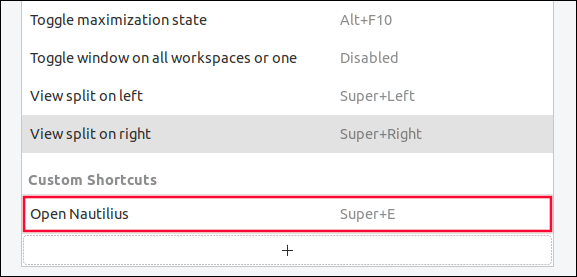 Toggle maximization state Alt+F10
Toggle window on all workspaces or one Disabled
View split on left Super+Left
View split on right Super+Right
Custom Shortcuts
Open Nautilius Super+E
+